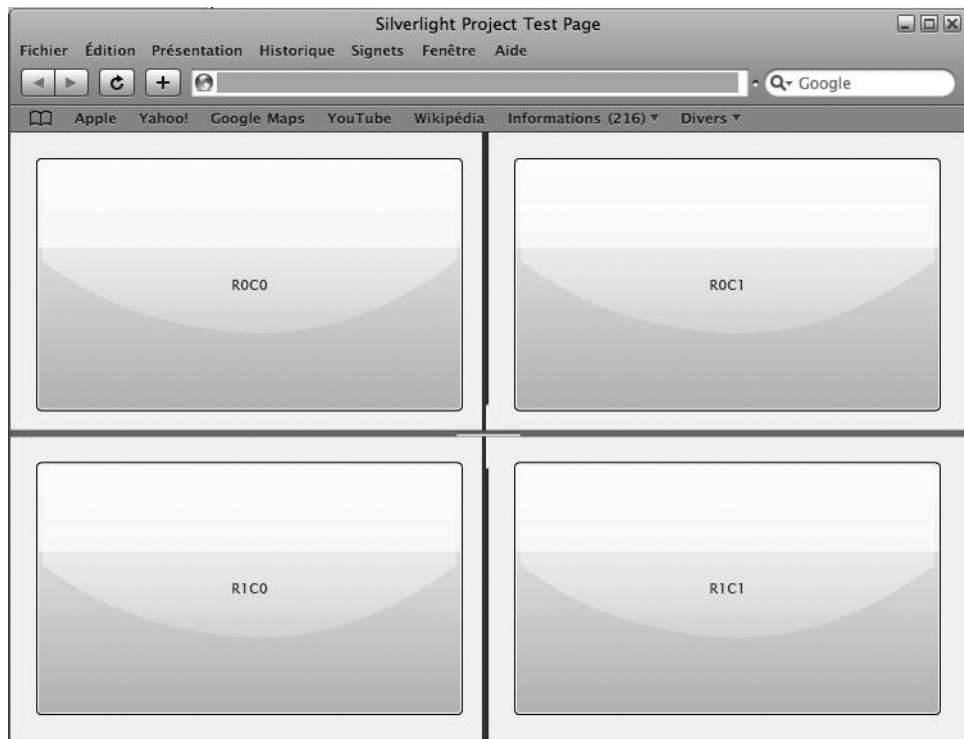 Silverlight Project Test Page
Fichier Édition Présentation Historique Signets Fenêtre Aide
Google
Apple Yahoo! Google Maps YouTube Wikipédia Informations (216) Divers
R0C0 R0C1
R1C0 R1C1